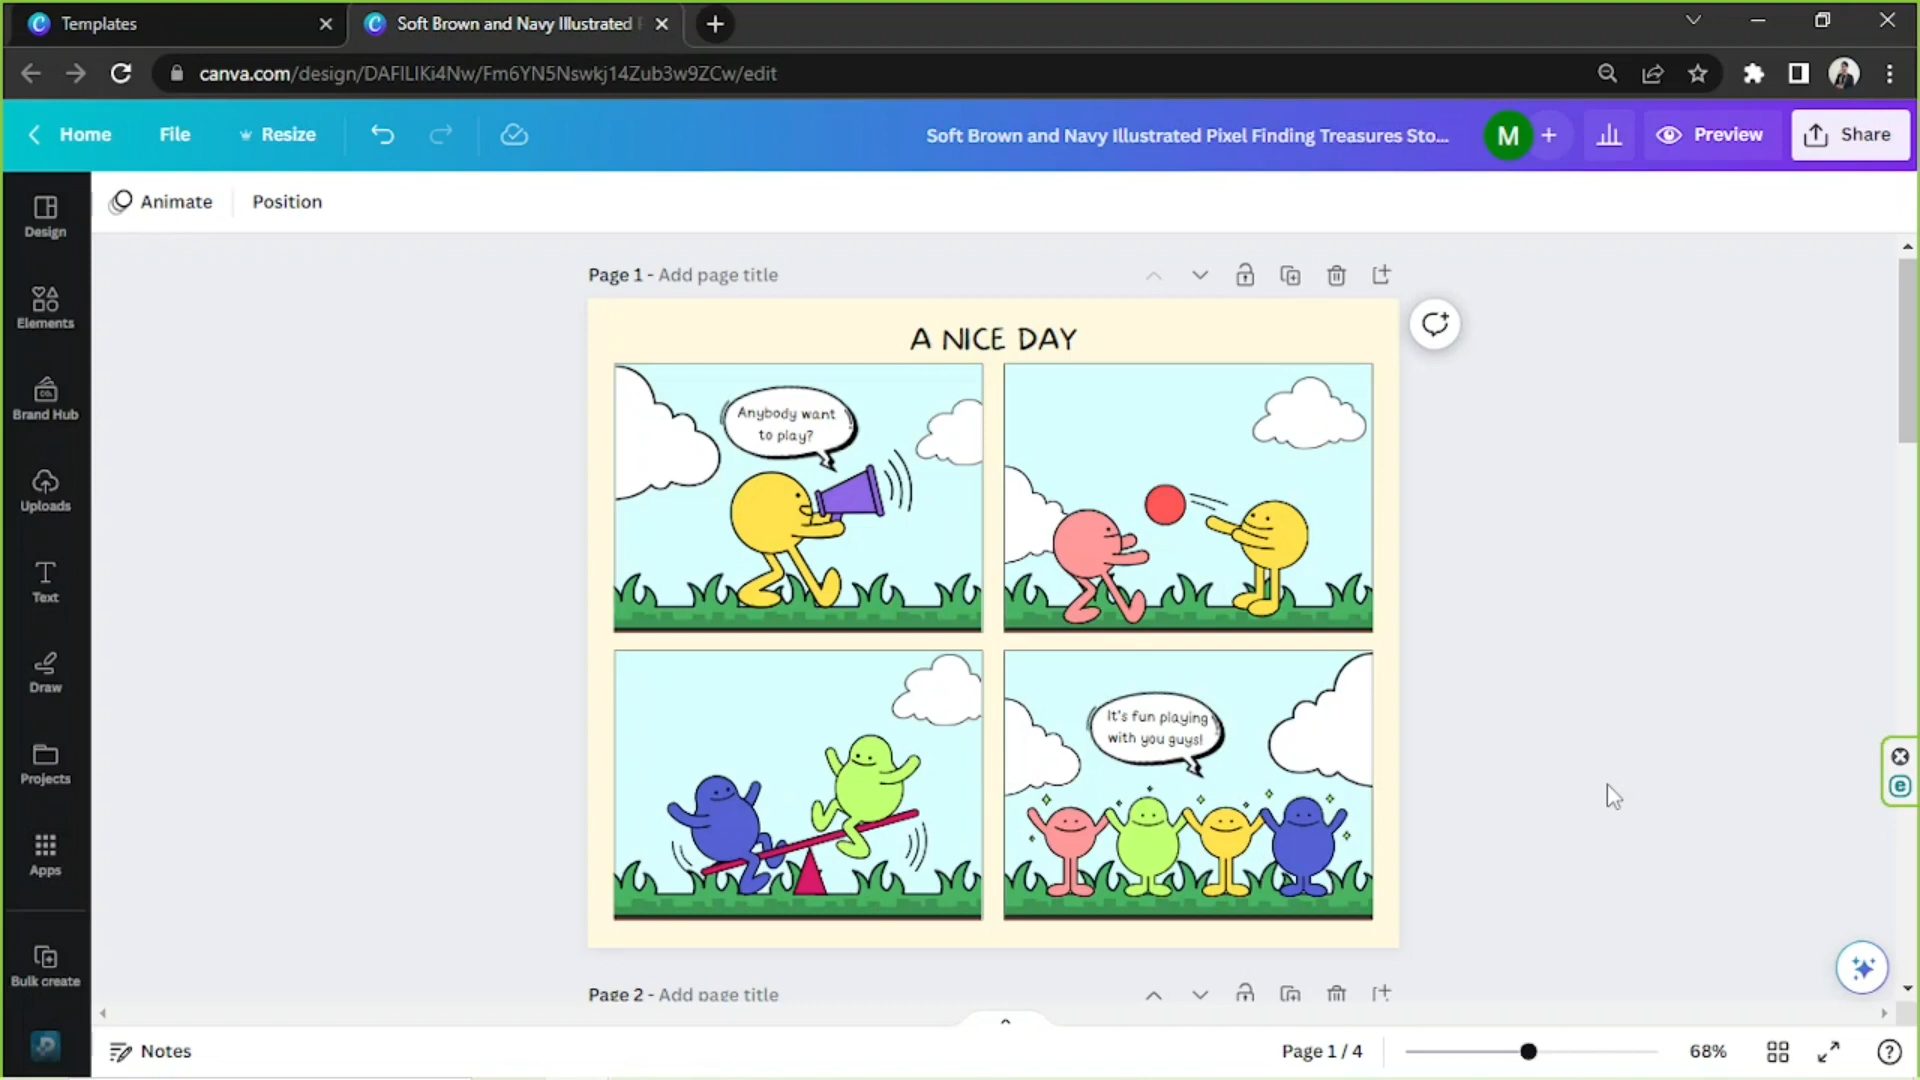 Templates
Soft Brown and Navy Illustrated
canva.com/design/DAFILIKi4Nw/Fm6YN5Nswkj14Zub3w9ZCw/edit
Home
File
Resize
Soft Brown and Navy Illustrated Pixel Finding Treasures Sto...
M
Preview
Share
Design
Elements
Brand Hub
Uploads
Text
Draw
Projects
Apps
Bulk create
Animate
Position
Page 1 - Add page title
A NICE DAY
Anybody want
to play?
It's fun playing
with you guys!
Page 2 - Add page title
Notes
Page 1 / 4
68%